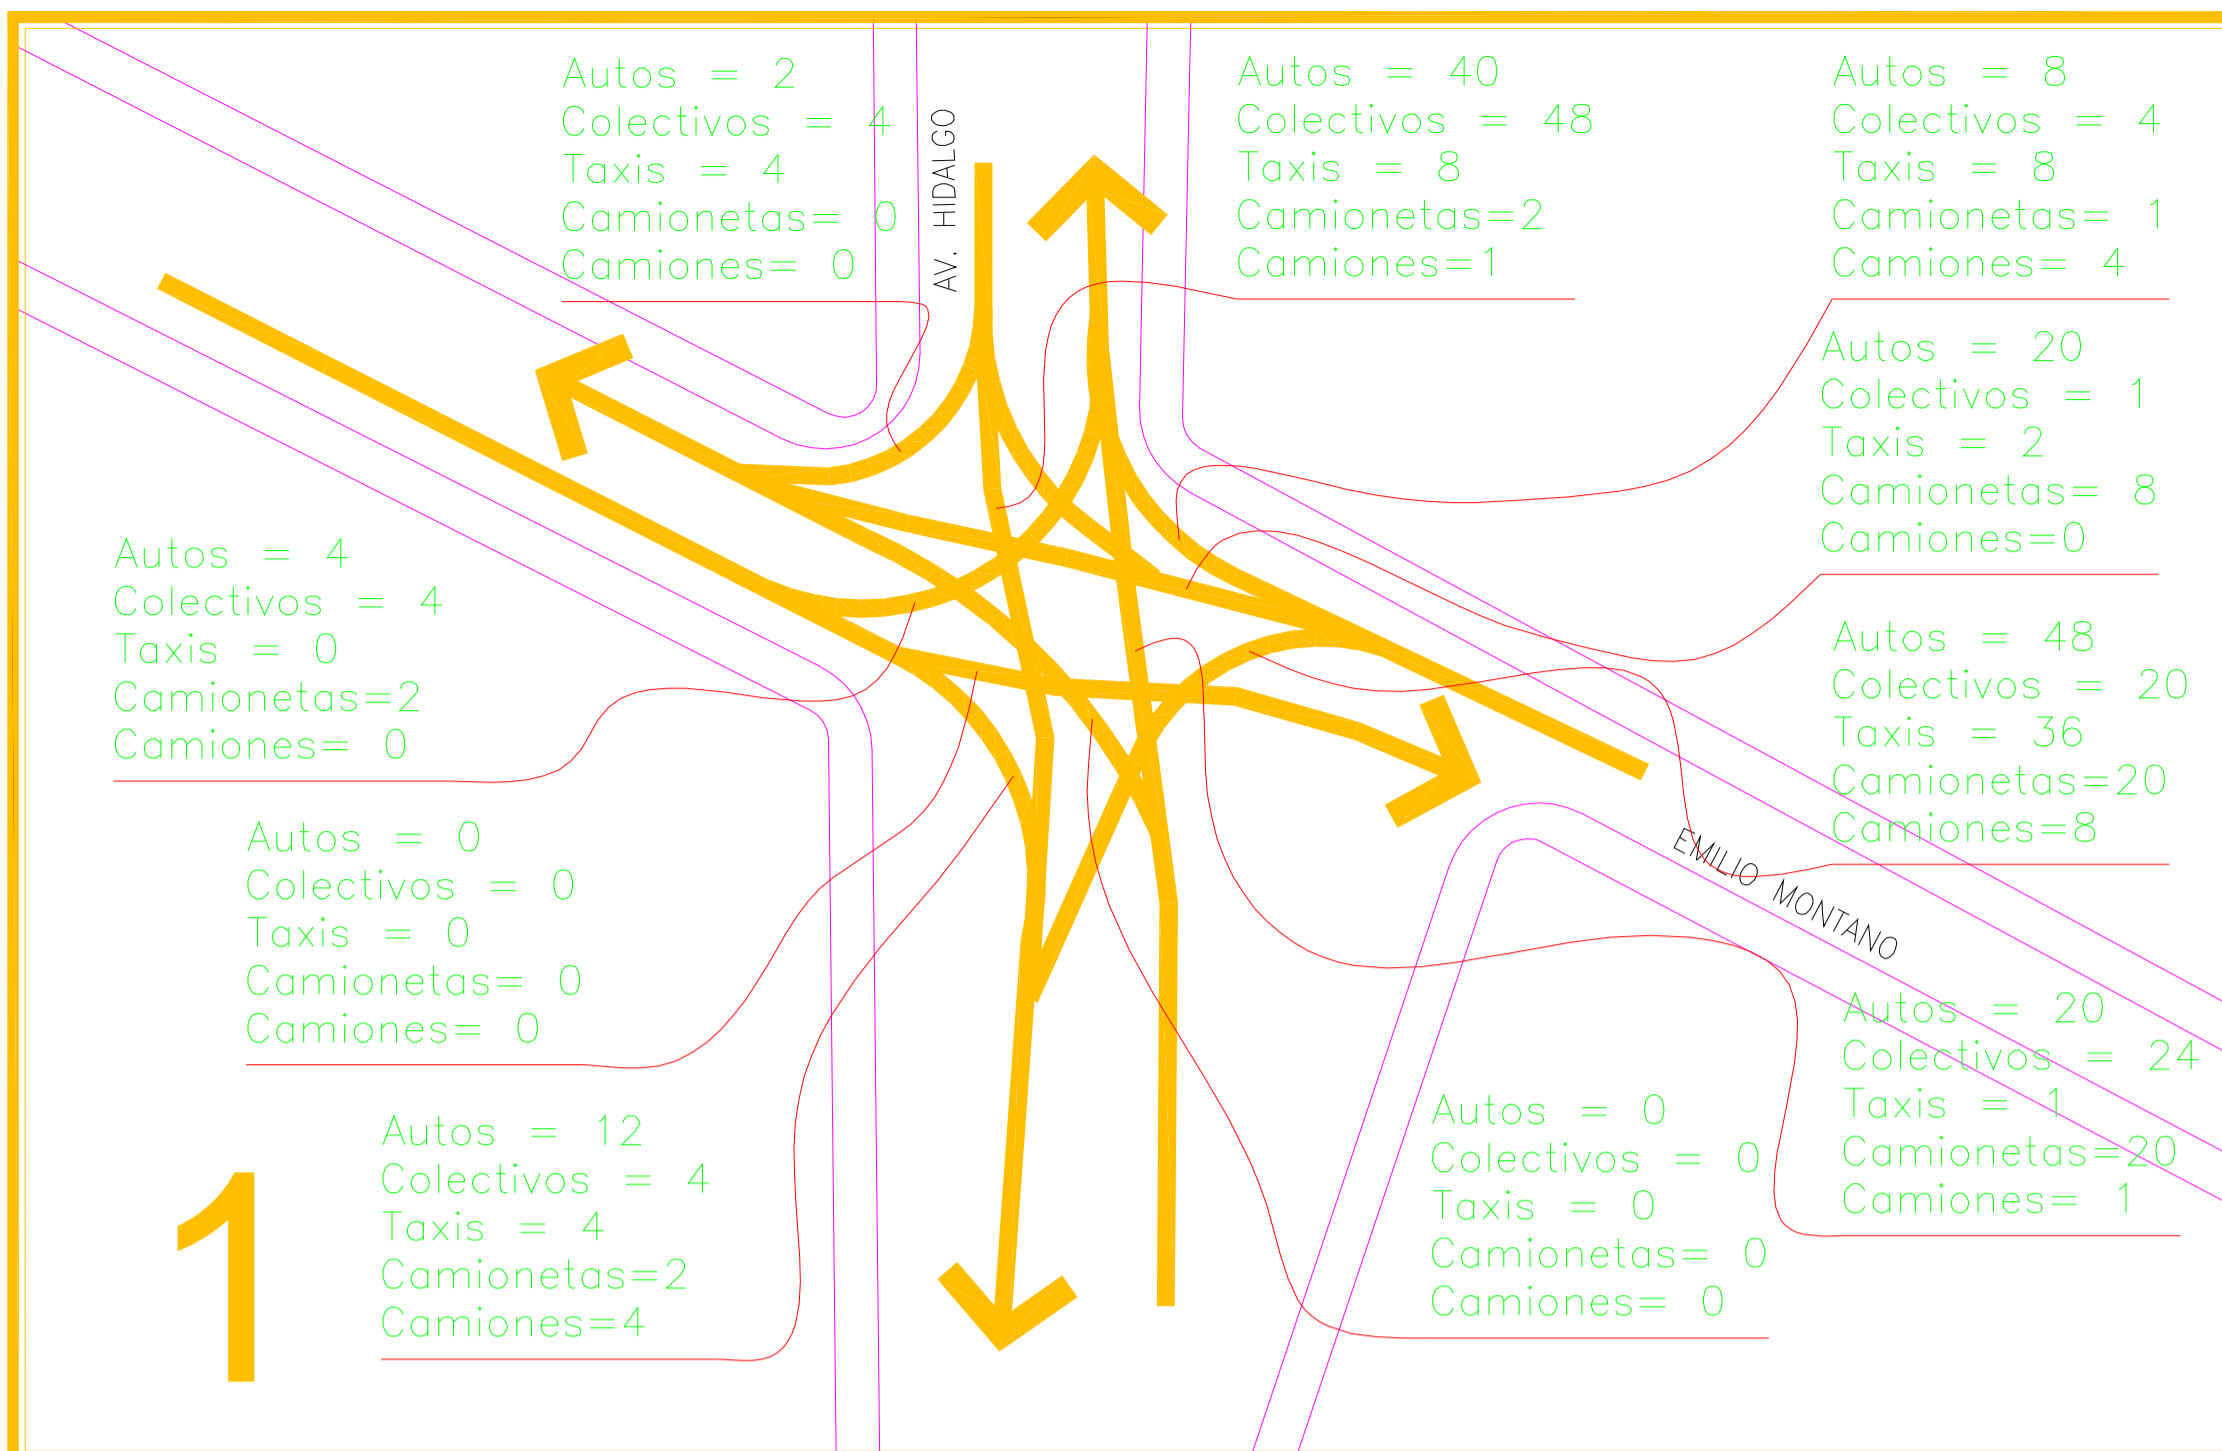 Autos = 2
Colectivos = 4
Taxis = 4
Camionetas= 0
Camiones= 0
AV. HIDALGO
Autos = 40
Colectivos = 48
Taxis = 8
Camionetas=2
Camiones=1
Autos = 8
Colectivos = 4
Taxis = 8
Camionetas= 1
Camiones= 4
Autos = 20
Colectivos = 1
Taxis = 2
Camionetas= 8
Camiones=0
Autos = 4
Colectivos = 4
Taxis = 0
Camionetas=2
Camiones= 0
Autos = 48
Colectivos = 20
Taxis = 36
Camionetas=20
Camiones=8
EMILIO MONTANO
Autos = 0
Colectivos = 0
Taxis = 0
Camionetas= 0
Camiones= 0
Autos = 20
Colectivos = 24
Taxis = 1
Camionetas=20
Camiones= 1
Autos = 12
Colectivos = 4
Taxis = 4
Camionetas=2
Camiones=4
Autos = 0
Colectivos = 0
Taxis = 0
Camionetas= 0
Camiones= 0
1